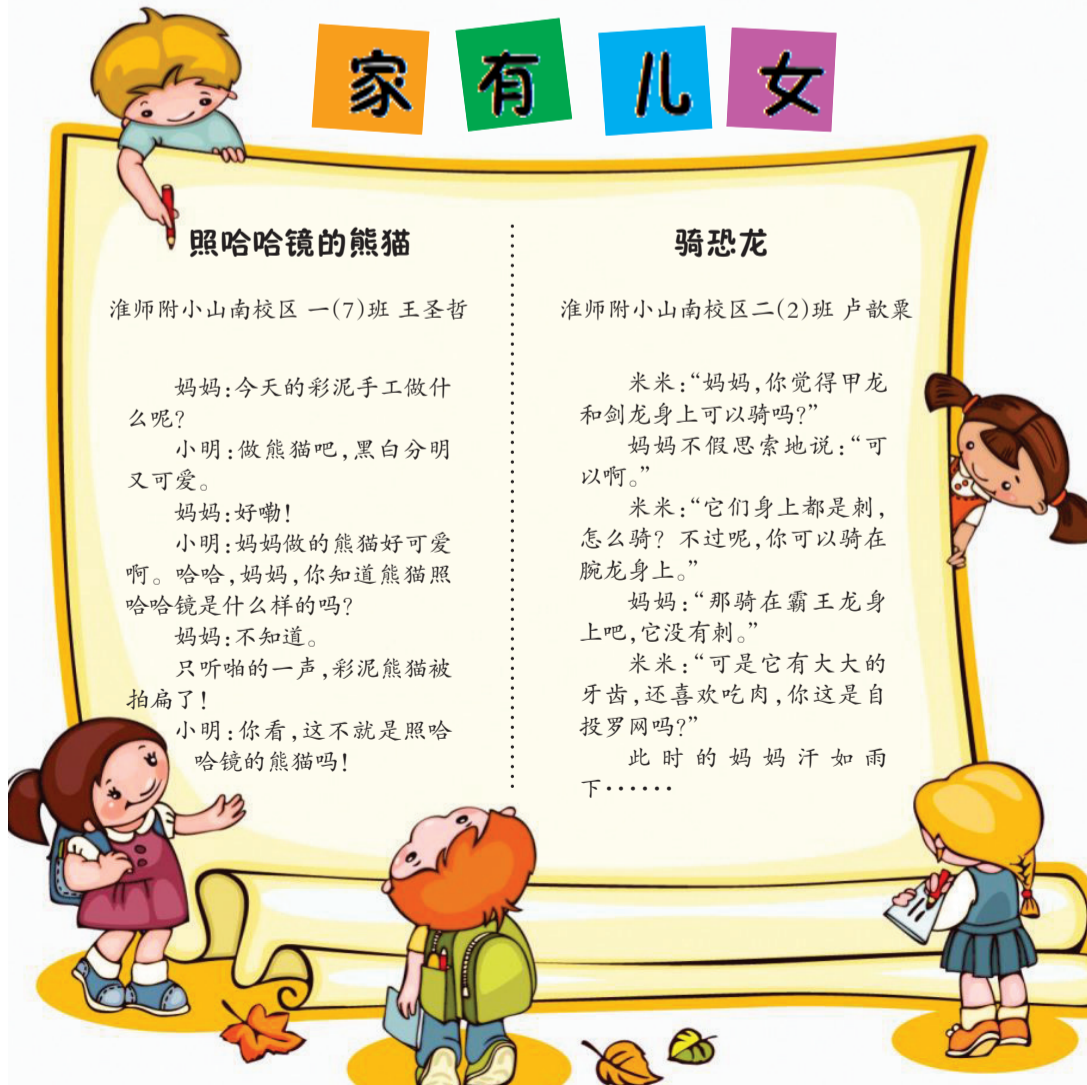 家有儿女
照哈哈镜的熊猫
淮师附小山南校区 一(7)班 王圣哲
妈妈:今天的彩泥手工做什
么呢?
小明:做熊猫吧,黑白分明
又可爱。
妈妈:好嘞!
小明:妈妈做的熊猫好可爱
啊。哈哈,妈妈,你知道熊猫照
哈哈镜是什么样的吗?
妈妈:不知道。
只听啪的一声,彩泥熊猫被
拍扁了!
小明:你看,这不就是照哈
哈镜的熊猫吗!
骑恐龙
淮师附小山南校区二(2)班 卢歆粟
米米:“妈妈,你觉得甲龙
和剑龙身上可以骑吗?”
妈妈不假思索地说:“可
以啊。”
米米:“它们身上都是刺,
怎么骑? 不过呢,你可以骑在
腕龙身上。”
妈妈:“那骑在霸王龙身
上吧,它没有刺。”
米米:“可是它有大大的
牙齿,还喜欢吃肉,你这是自
投罗网吗?”
此时的妈妈汗如雨
下······